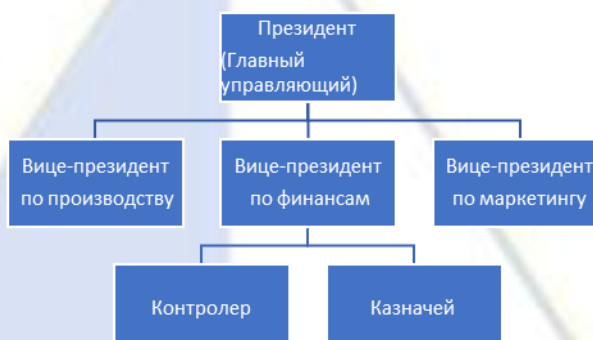 Президент
(Главный
управляющий)
Вице-президент
по производству
Вице-президент
по финансам
Вице-президент
по маркетингу
Контролер
Казначей